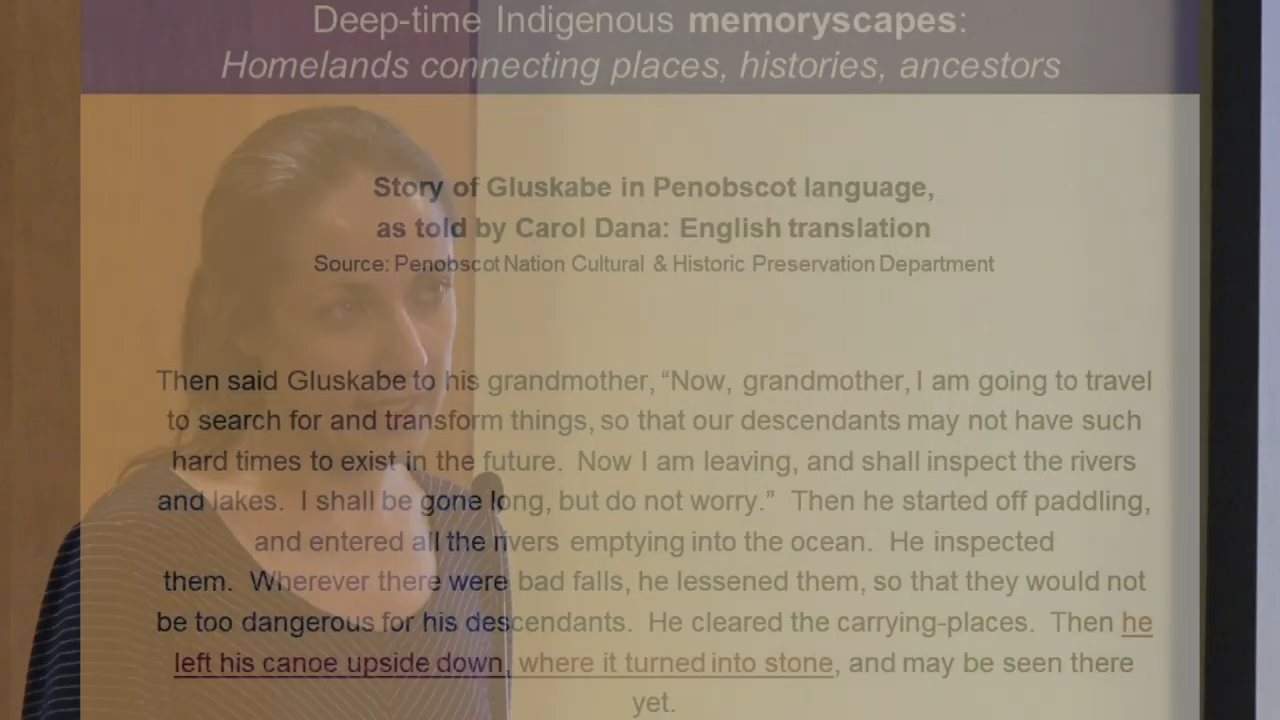 Deep-time Indigenous memoryscapes:
Homelands connecting places, histories, ancestors
Story of Gluskabe in Penobscot language,
as told by Carol Dana: English translation
Source: Penobscot Nation Cultural & Historic Preservation Department
Then said Gluskabe to his grandmother, “Now, grandmother, I am going to travel
to search for and transform things, so that our descendants may not have such
hard times to exist in the future. Now I am leaving, and shall inspect the rivers
and lakes. I shall be gone long, but do not worry.” Then he started off paddling,
and entered all the rivers emptying into the ocean. He inspected
them. Wherever there were bad falls, he lessened them, so that they would not
be too dangerous for his descendants. He cleared the carrying-places. Then he
left his canoe upside down, where it turned into stone, and may be seen there
yet.